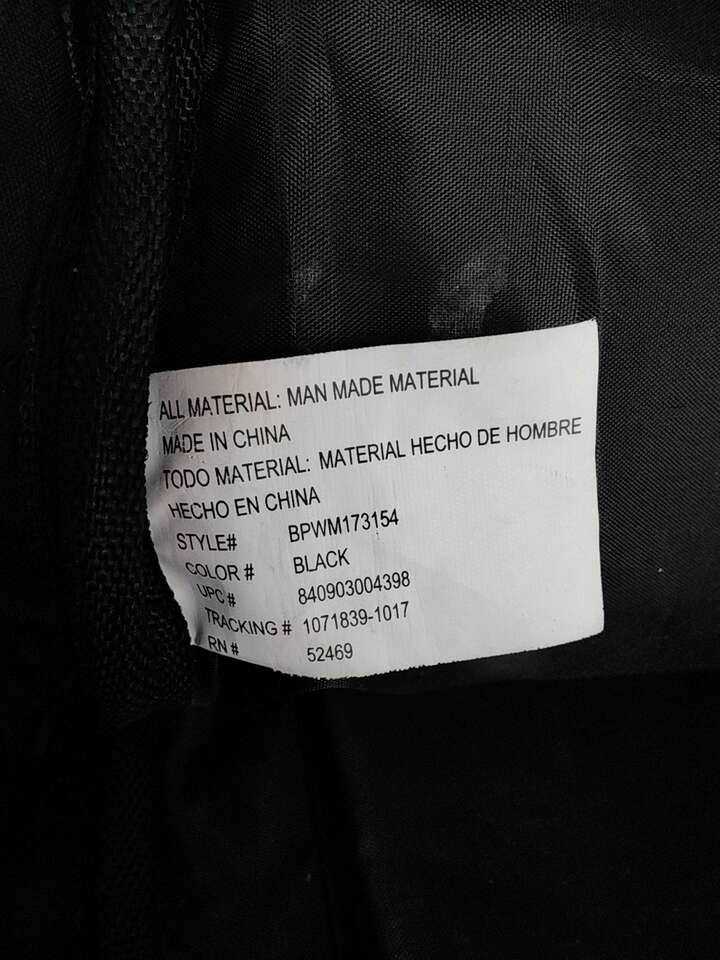 ALL MATERIAL: MAN MADE MATERIAL
MADE IN CHINA
TODO MATERIAL: MATERIAL HECHO DE HOMBRE
HECHO EN CHINA
STYLE# BPWM173154
COLOR # BLACK
UPC # 840903004398
TRACKING # 1071839-1017
RN # 52469